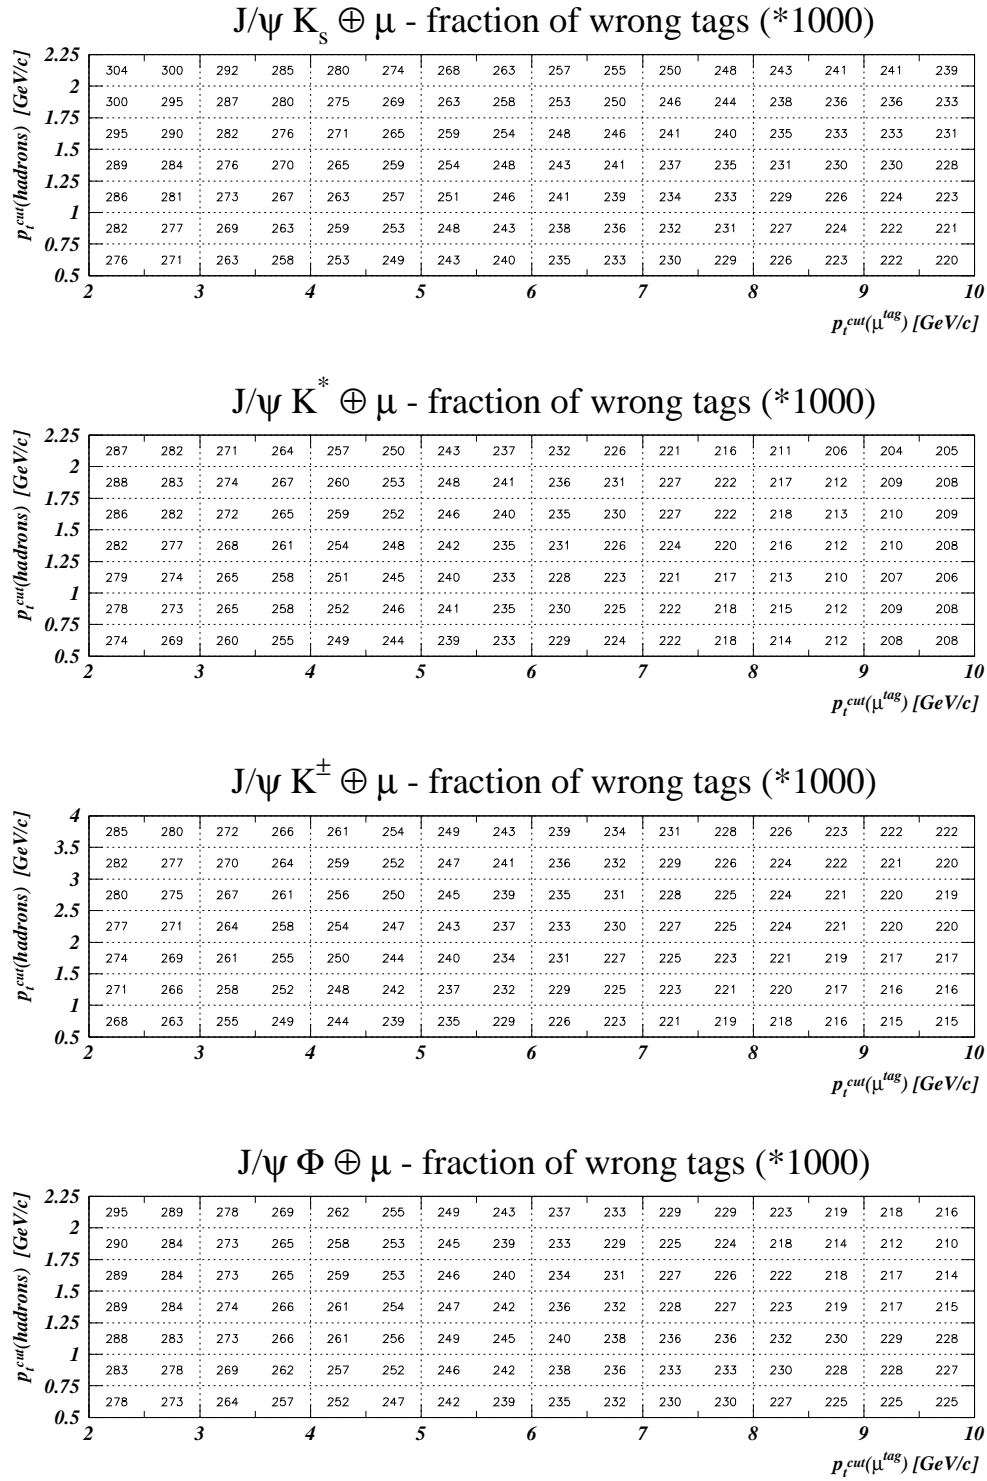 J/ψ Ks ⊕ μ - fraction of wrong tags (*1000)
pt^cut(hadrons) [GeV/c]
2.25
304 300 292 285 280 274 268 263 257 255 250 248 243 241 241 239
2
300 295 287 280 275 269 263 258 253 250 246 244 238 236 236 233
1.75
295 290 282 276 271 265 259 254 248 246 241 240 235 233 233 231
1.5
289 284 276 270 265 259 254 248 243 241 237 235 231 230 230 228
1.25
286 281 273 267 263 257 251 246 241 239 234 233 229 226 224 223
1
282 277 269 263 259 253 248 243 238 236 232 231 227 224 222 221
0.75
276 271 263 258 253 249 243 240 235 233 230 229 226 223 222 220
0.5
2 3 4 5 6 7 8 9 10
pt^cut(μ^tag) [GeV/c]
J/ψ K* ⊕ μ - fraction of wrong tags (*1000)
pt^cut(hadrons) [GeV/c]
2.25
287 282 271 264 257 250 243 237 232 226 221 216 211 206 204 205
2
288 283 274 267 260 253 248 241 236 231 227 222 217 212 209 208
1.75
286 282 272 265 259 252 246 240 235 230 227 222 218 213 210 209
1.5
282 277 268 261 254 248 242 235 231 226 224 220 216 212 210 208
1.25
279 274 265 258 251 245 240 233 228 223 221 217 213 210 207 206
1
278 273 265 258 252 246 241 235 230 225 222 218 215 212 209 208
0.75
274 269 260 255 249 244 239 233 229 224 222 218 214 212 208 208
0.5
2 3 4 5 6 7 8 9 10
pt^cut(μ^tag) [GeV/c]
J/ψ K± ⊕ μ - fraction of wrong tags (*1000)
pt^cut(hadrons) [GeV/c]
4
285 280 272 266 261 254 249 243 239 234 231 228 226 223 222 222
3.5
282 277 270 264 259 252 247 241 236 232 229 226 224 222 221 220
3
280 275 267 261 256 250 245 239 235 231 228 225 224 221 220 219
2.5
277 271 264 258 254 247 243 237 233 230 227 225 224 221 220 220
2
274 269 261 255 250 244 240 234 231 227 225 223 221 219 217 217
1.5
271 266 258 252 248 242 237 232 229 225 223 221 220 217 216 216
1
268 263 255 249 244 239 235 229 226 223 221 219 218 216 215 215
0.5
2 3 4 5 6 7 8 9 10
pt^cut(μ^tag) [GeV/c]
J/ψ Φ ⊕ μ - fraction of wrong tags (*1000)
pt^cut(hadrons) [GeV/c]
2.25
295 289 278 269 262 255 249 243 237 233 229 229 223 219 218 216
2
290 284 273 265 258 253 245 239 233 229 225 224 218 214 212 210
1.75
289 284 273 265 259 253 246 240 234 231 227 226 222 218 217 214
1.5
289 284 274 266 261 254 247 242 236 232 228 227 223 219 217 215
1.25
288 283 273 266 261 256 249 245 240 238 236 236 232 230 229 228
1
283 278 269 262 257 252 246 242 238 236 233 233 230 228 228 227
0.75
278 273 264 257 252 247 242 239 235 232 230 230 227 225 225 225
0.5
2 3 4 5 6 7 8 9 10
pt^cut(μ^tag) [GeV/c]